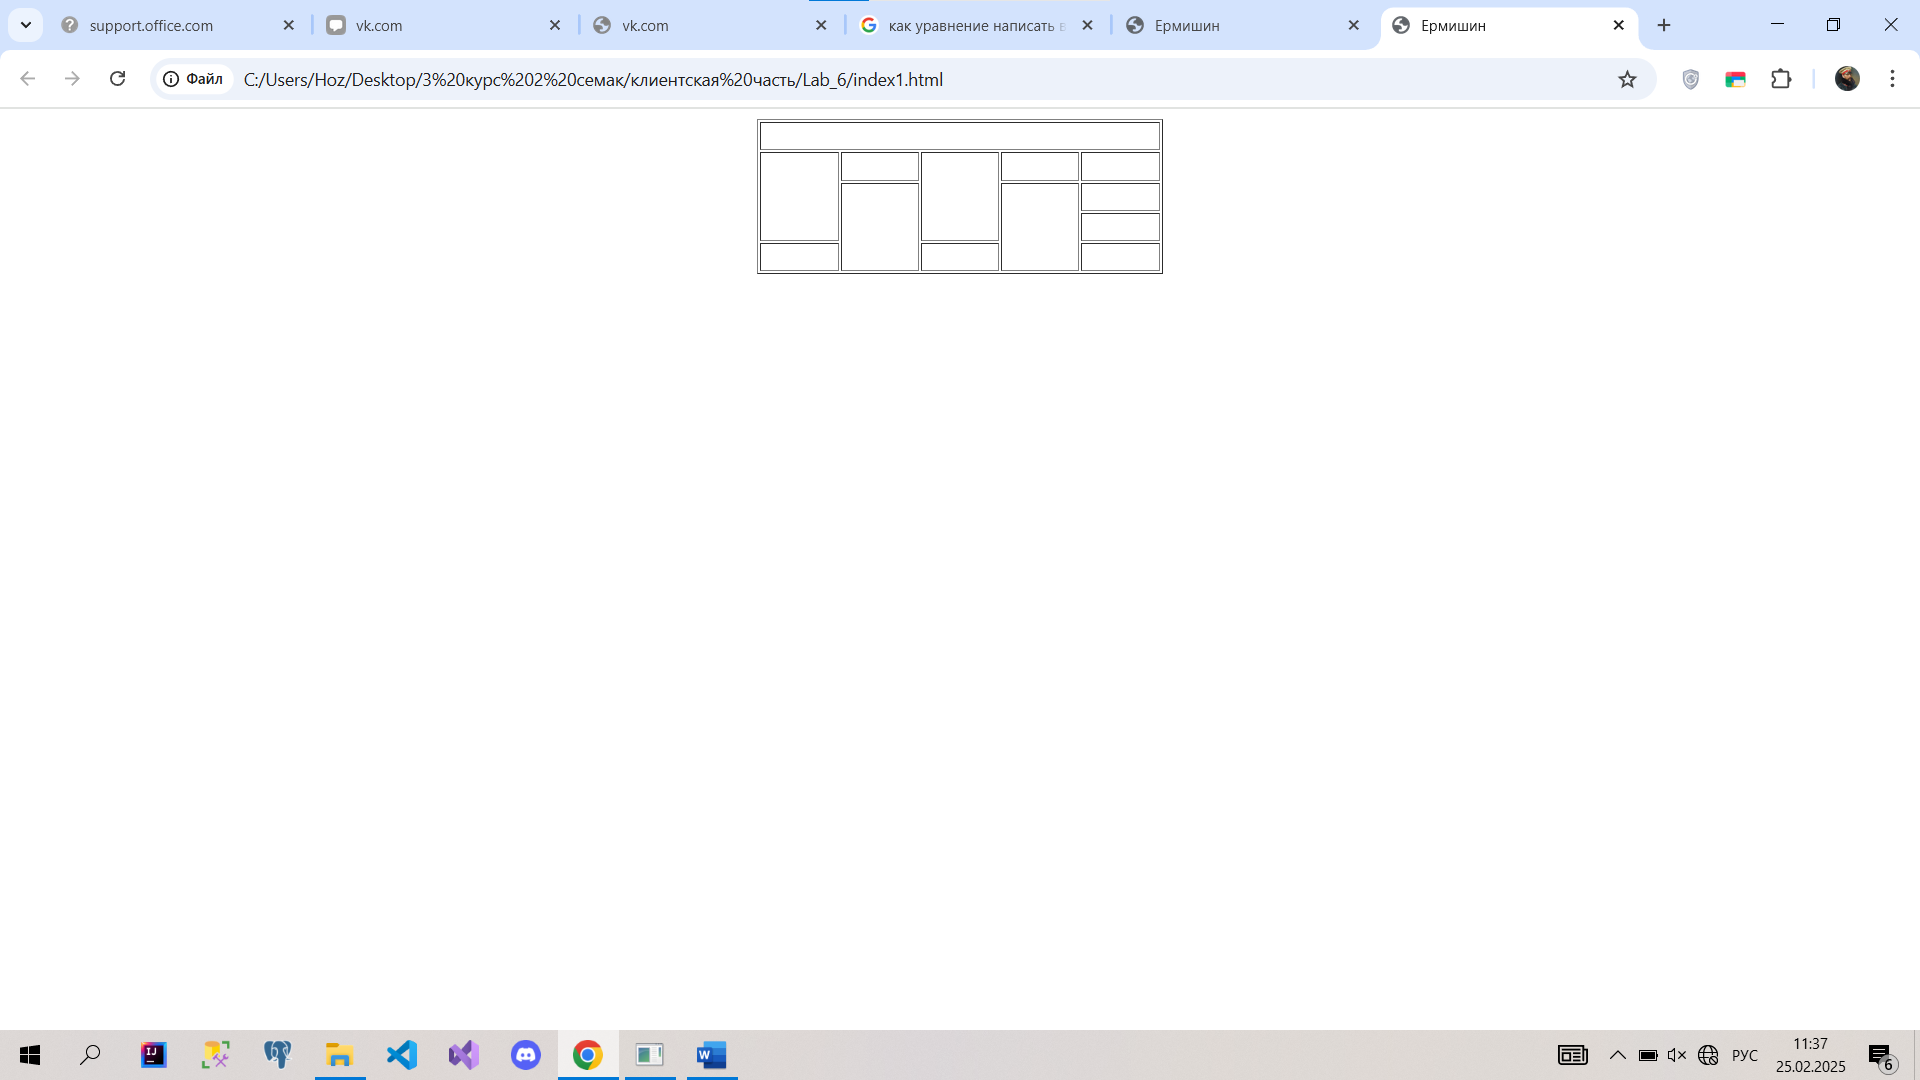 support.office.com
vk.com
vk.com
как уравнение написать в
Ермишин
Ермишин
Файл
C:/Users/Hoz/Desktop/3%20курс%202%20семак/клиентская%20часть/Lab_6/index1.html
РУС
11:37
25.02.2025
6